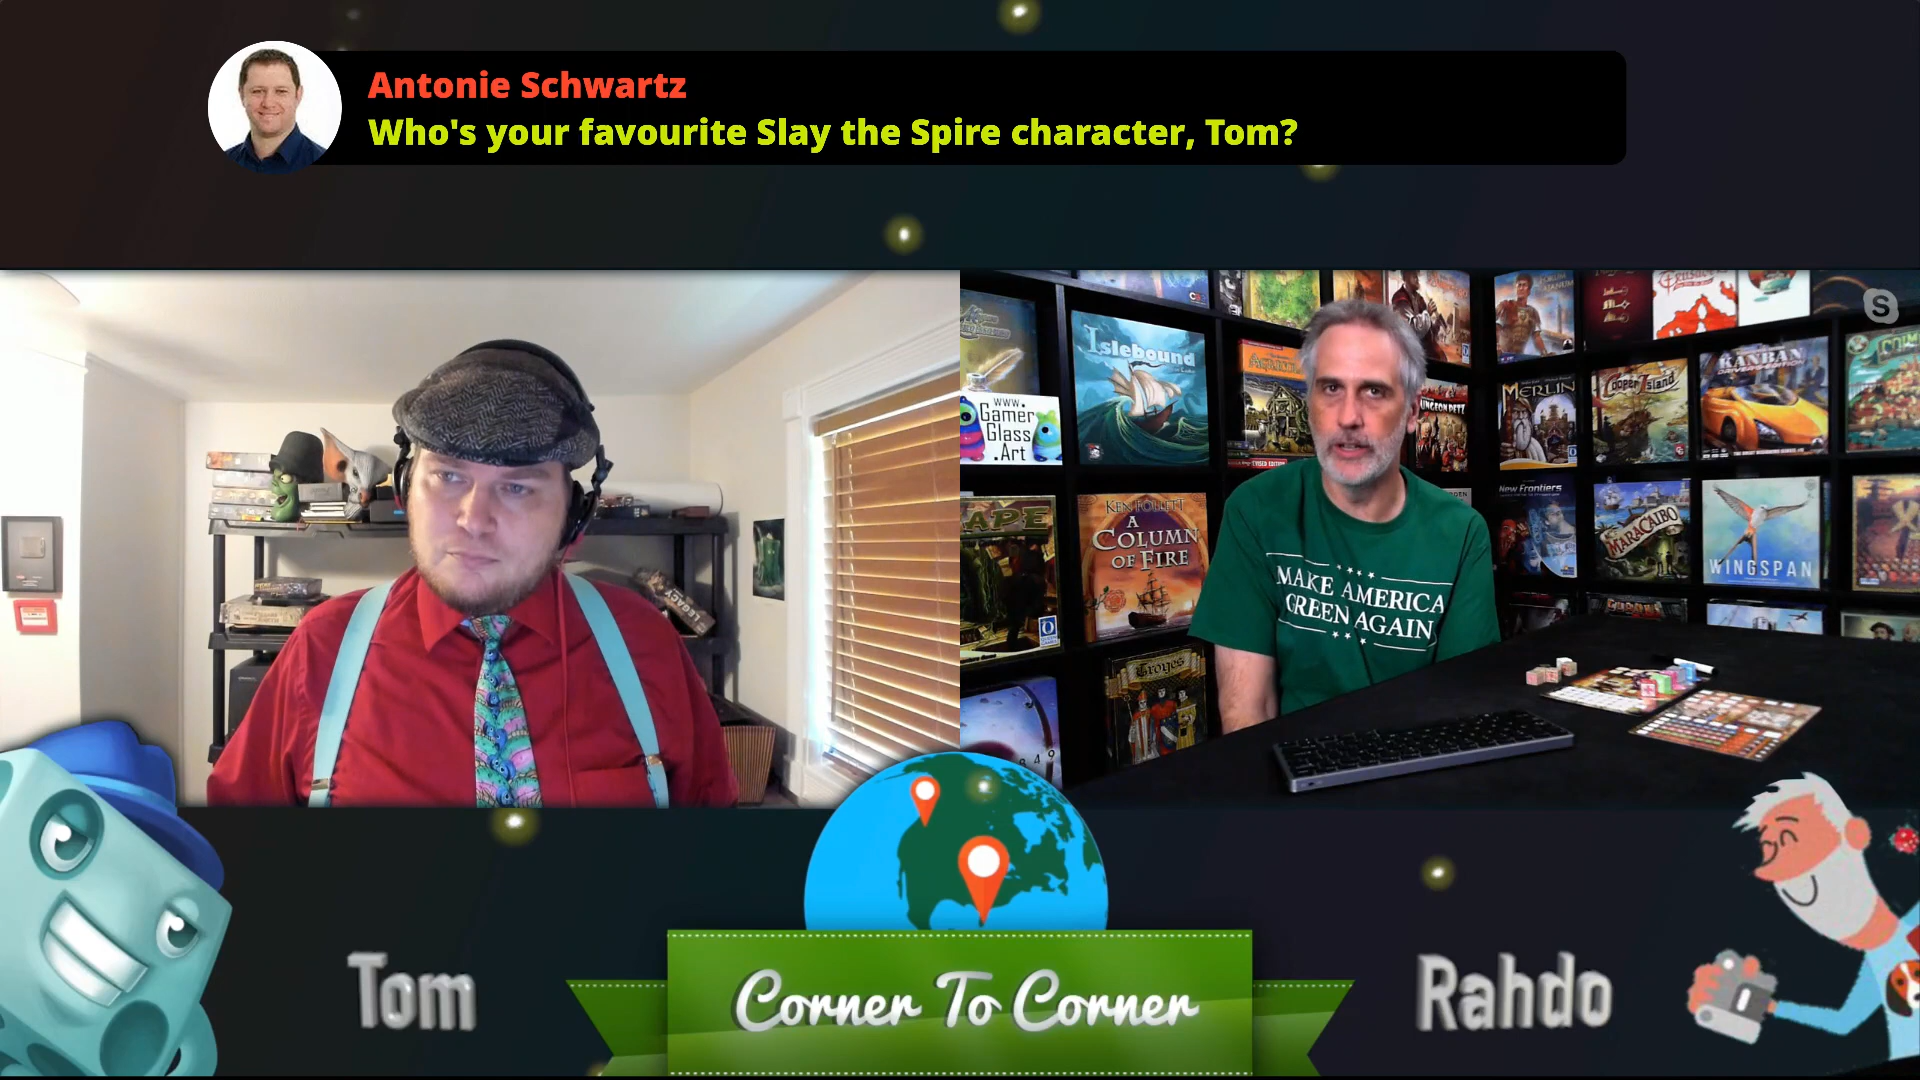 Antonie Schwartz
Who's your favourite Slay the Spire character, Tom?
S
Islebound
www.
Gamer
Glass
.Art
KEN FOLLETT
A
COLUMN
OF FIRE
Troyes
MERLIN
Cooper Island
KANBAN
New Frontiers
MARACAIBO
WINGSPAN
LEGACY
MAKE AMERICA
GREEN AGAIN
Tom
Corner To Corner
Rahdo